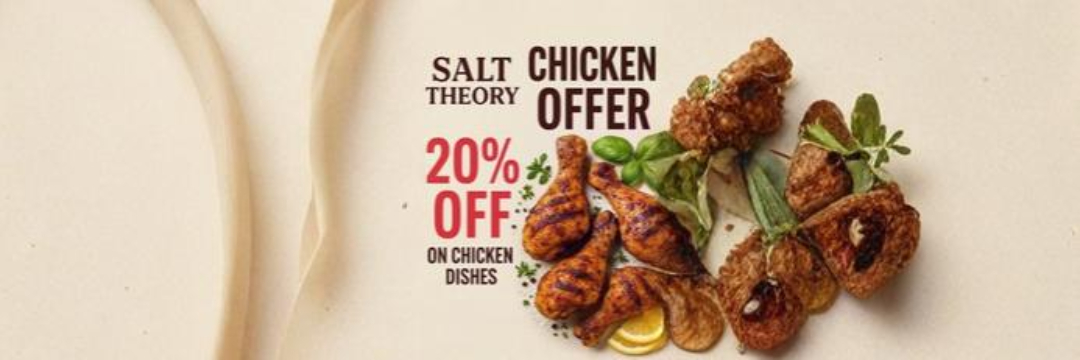 SALT
THEORY
CHICKEN
OFFER
20%
OFF
ON CHICKEN
DISHES